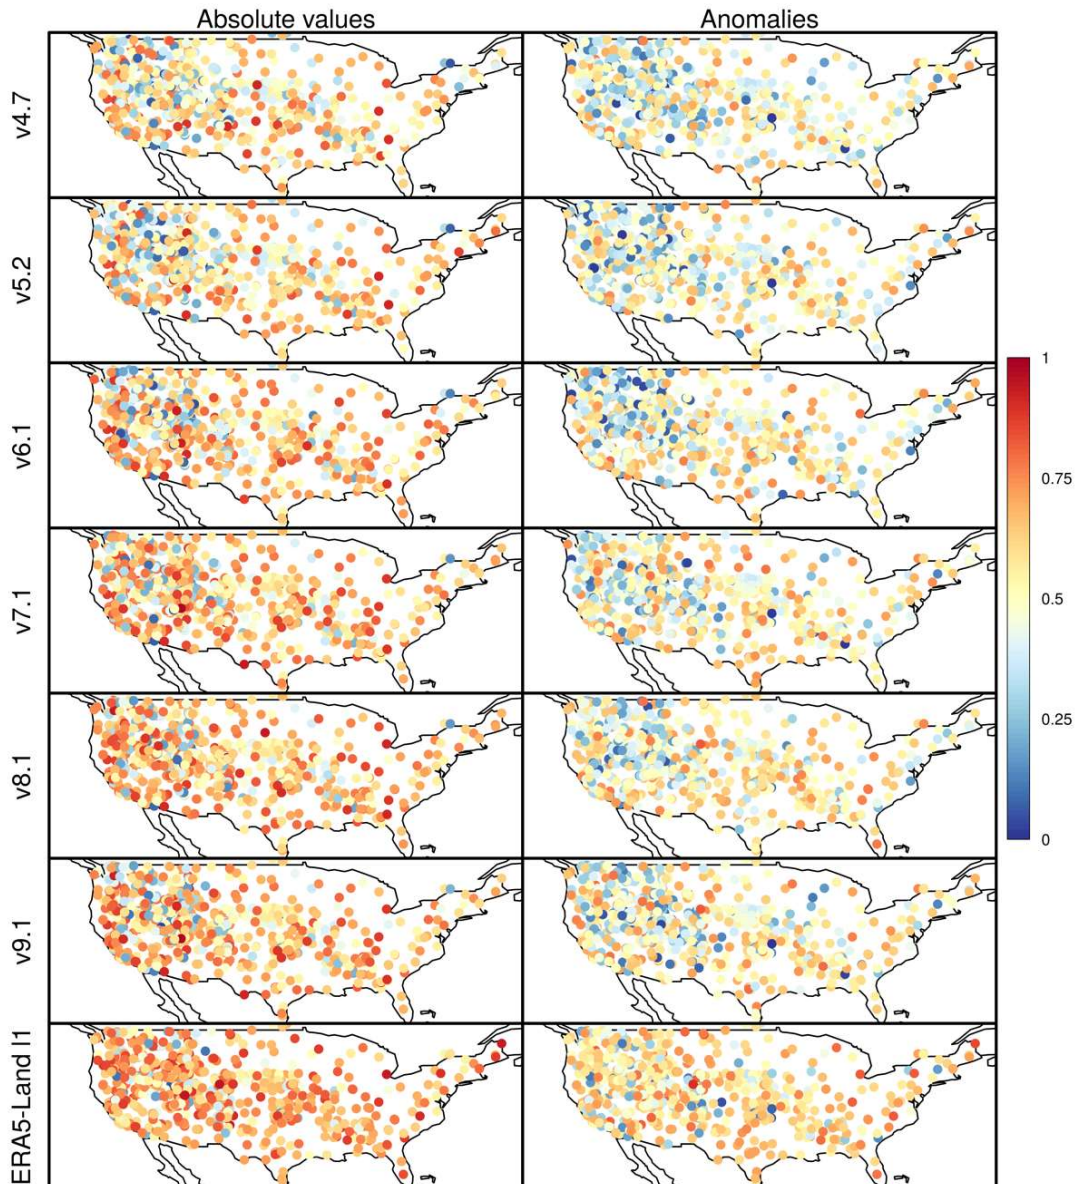 Absolute values Anomalies
v4.7
v5.2
v6.1
v7.1
v8.1
v9.1
ERA5-Land l1
1
0.75
0.5
0.25
0